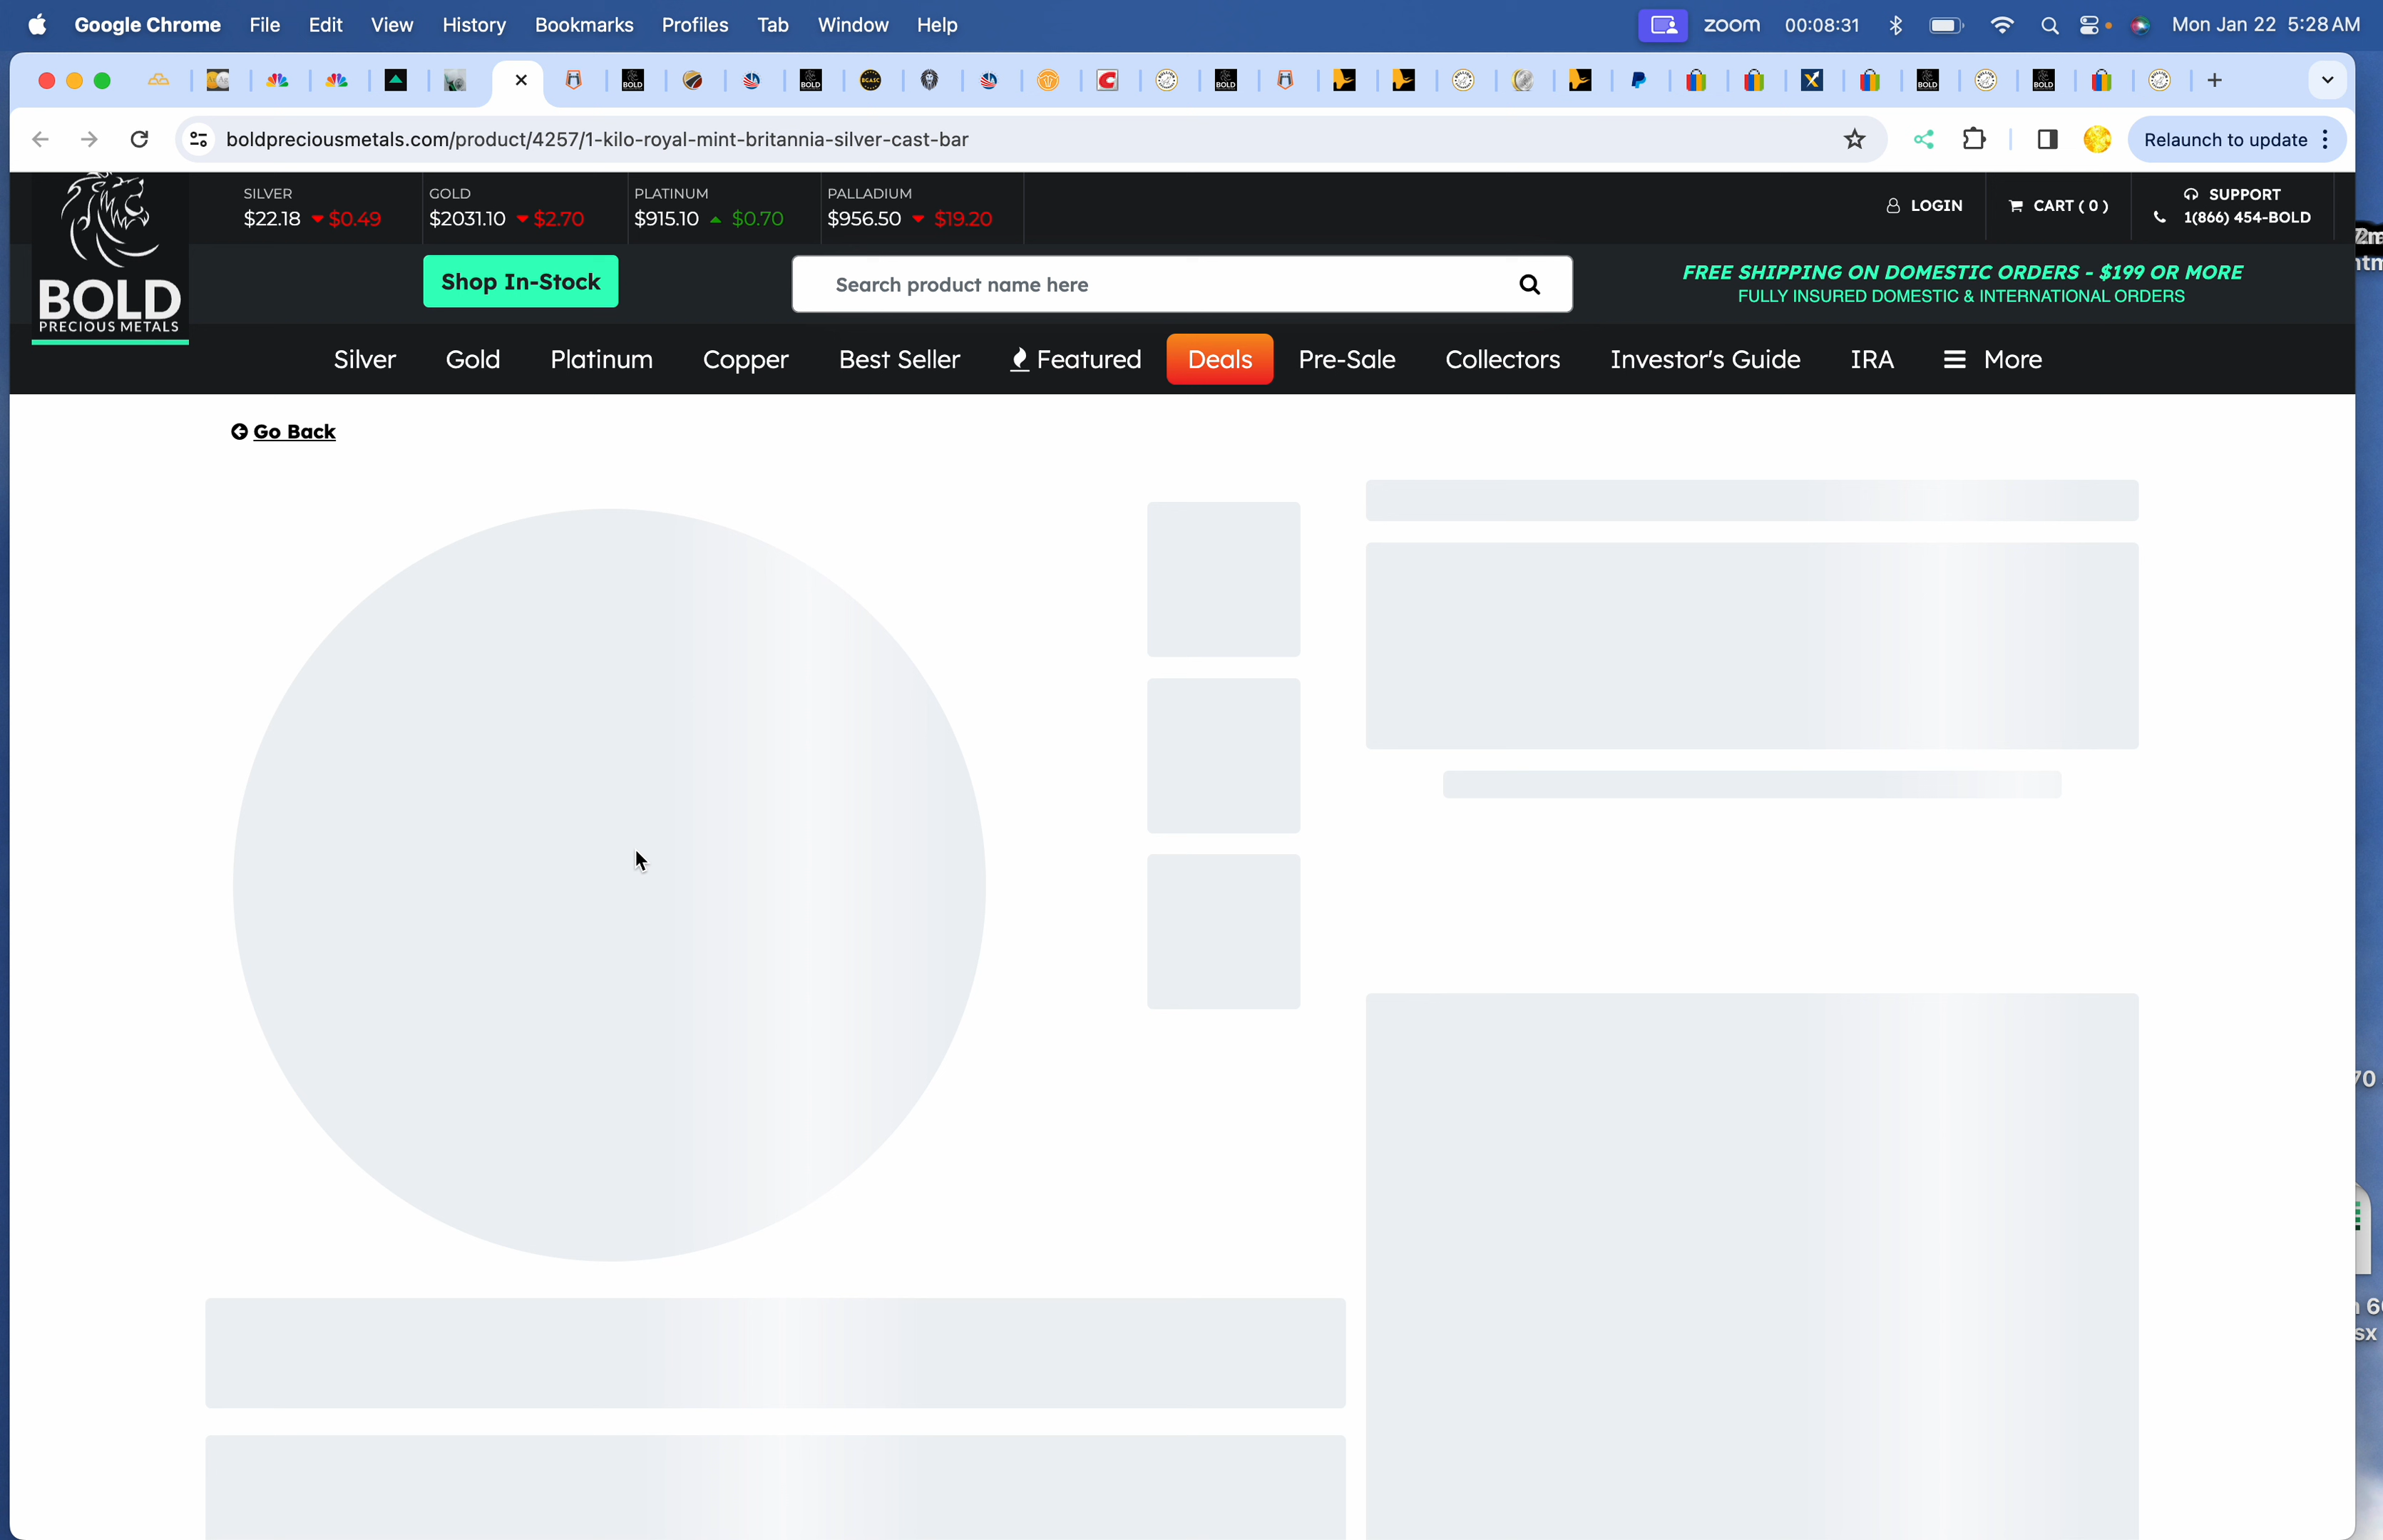 Google Chrome File Edit View History Bookmarks Profiles Tab Window Help zoom 00:08:31 Mon Jan 22 5:28 AM
boldpreciousmetals.com/product/4257/1-kilo-royal-mint-britannia-silver-cast-bar Relaunch to update
SILVER GOLD PLATINUM PALLADIUM
$22.18 $0.49 $2031.10 $2.70 $915.10 $0.70 $956.50 $19.20
LOGIN CART ( 0 ) SUPPORT
1(866) 454-BOLD
BOLD
PRECIOUS METALS
Shop In-Stock
Search product name here
FREE SHIPPING ON DOMESTIC ORDERS - $199 OR MORE
FULLY INSURED DOMESTIC & INTERNATIONAL ORDERS
Silver Gold Platinum Copper Best Seller Featured Deals Pre-Sale Collectors Investor's Guide IRA More
Go Back